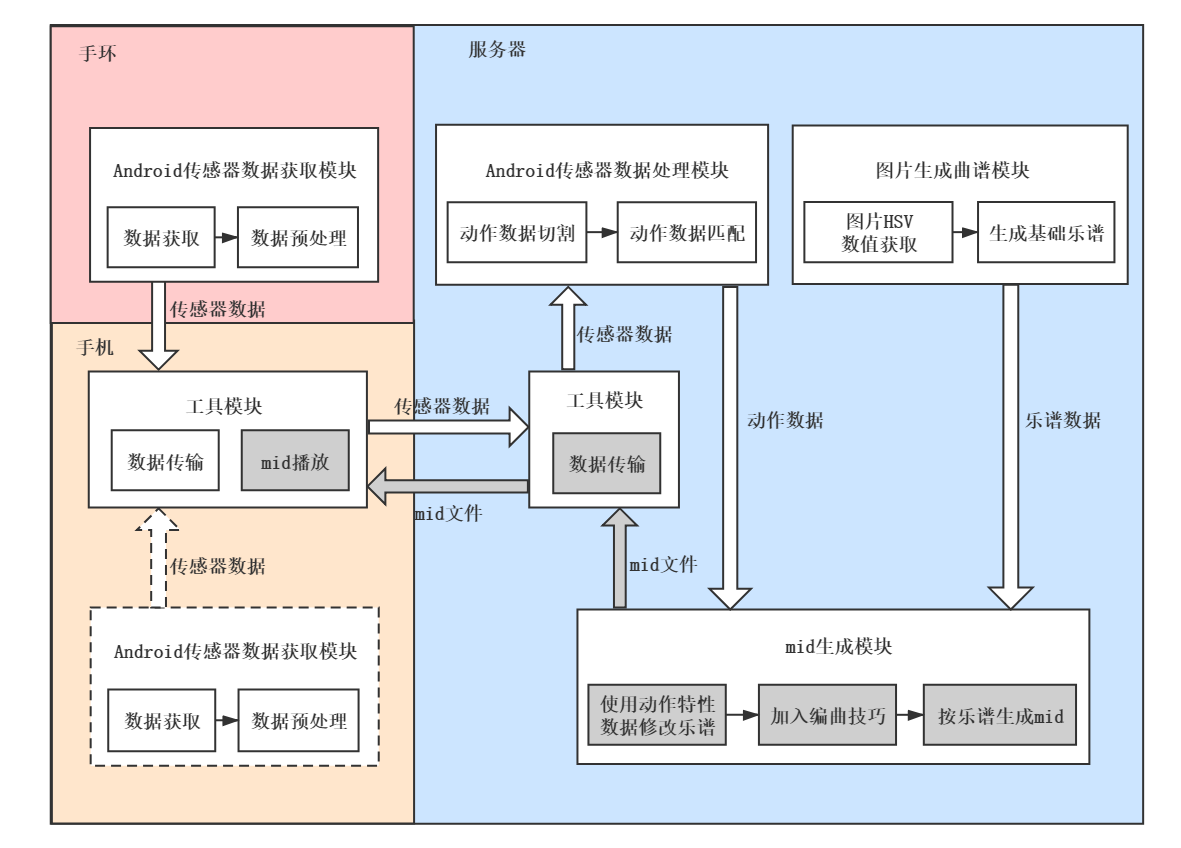 手环
服务器
Android传感器数据获取模块
数据获取
数据预处理
Android传感器数据处理模块
动作数据切割
动作数据匹配
图片生成曲谱模块
图片HSV
数值获取
生成基础乐谱
传感器数据
手机
传感器数据
工具模块
数据传输
mid播放
传感器数据
工具模块
数据传输
动作数据
乐谱数据
mid文件
传感器数据
mid文件
Android传感器数据获取模块
数据获取
数据预处理
mid生成模块
使用动作特性
数据修改乐谱
加入编曲技巧
按乐谱生成mid